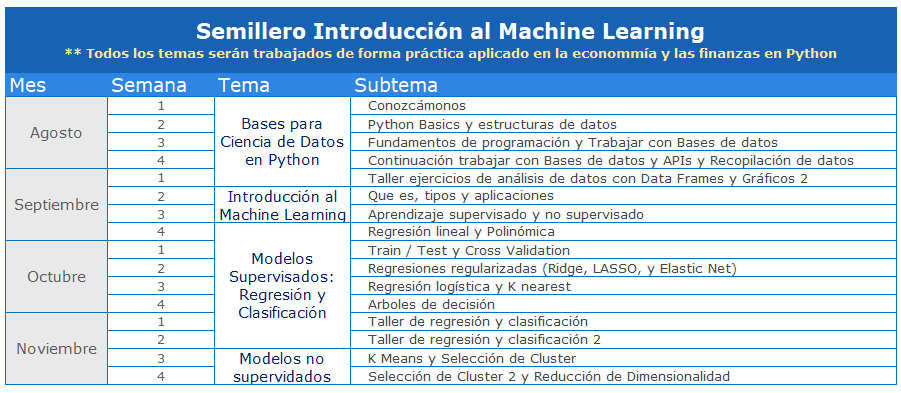 Semillero Introducción al Machine Learning
** Todos los temas serán trabajados de forma práctica aplicado en la econommía y las finanzas en Python
Mes Semana Tema Subtema
Agosto
Bases para Ciencia de Datos en Python
1 Conozcámonos
2 Python Basics y estructuras de datos
3 Fundamentos de programación y Trabajar con Bases de datos
4 Continuación trabajar con Bases de datos y APIs y Recopilación de datos
Septiembre
1 Taller ejercicios de análisis de datos con Data Frames y Gráficos 2
Introducción al Machine Learning
2 Que es, tipos y aplicaciones
3 Aprendizaje supervisado y no supervisado
Modelos Supervisados: Regresión y Clasificación
4 Regresión lineal y Polinómica
Octubre
1 Train / Test y Cross Validation
2 Regresiones regularizadas (Ridge, LASSO, y Elastic Net)
3 Regresión logística y K nearest
4 Arboles de decisión
Noviembre
1 Taller de regresión y clasificación
2 Taller de regresión y clasificación 2
Modelos no supervidados
3 K Means y Selección de Cluster
4 Selección de Cluster 2 y Reducción de Dimensionalidad